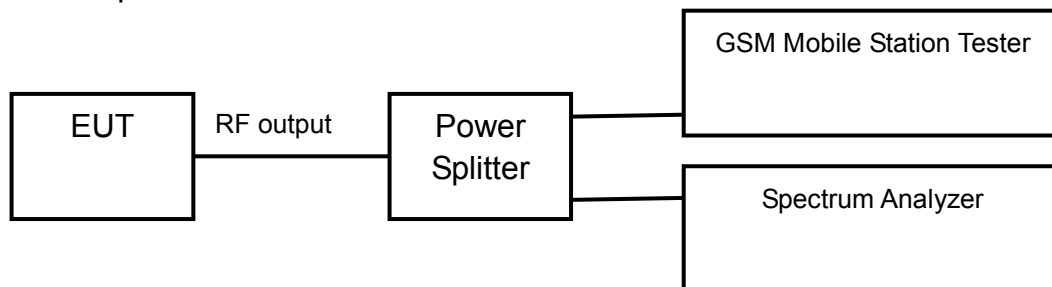 EUT
RF output
Power
Splitter
GSM Mobile Station Tester
Spectrum Analyzer